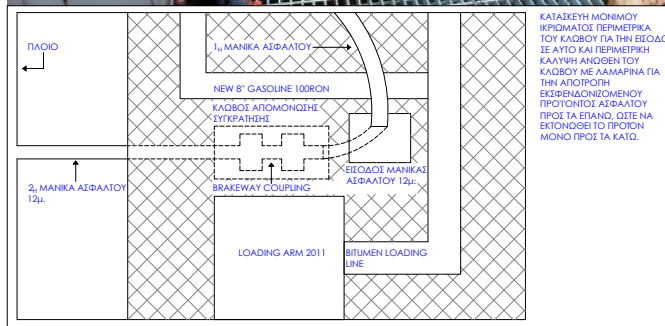 ΠΛΟΙΟ
1η ΜΑΝΙΚΑ ΑΣΦΑΛΤΟΥ
NEW 8" GASOLINE 100RON
ΚΛΩΒΟΣ ΑΠΟΜΟΝΩΣΗΣ
ΣΥΓΚΡΑΤΗΣΗΣ
ΕΙΣΟΔΟΣ ΜΑΝΙΚΑΣ
ΑΣΦΑΛΤΟΥ 12μ:
2η ΜΑΝΙΚΑ ΑΣΦΑΛΤΟΥ
12μ.
BRAKEWAY COUPLING
LOADING ARM 2011
BITUMEN LOADING
LINE
ΚΑΤΑΣΚΕΥΗ ΜΟΝΙΜΟΥ
ΙΚΡΙΩΜΑΤΟΣ ΠΕΡΙΜΕΤΡΙΚΑ
ΤΟΥ ΚΛΩΒΟΥ ΓΙΑ ΤΗΝ ΕΙΣΟΔΟ
ΣΕ ΑΥΤΟ ΚΑΙ ΠΕΡΙΜΕΤΡΙΚΗ
ΚΑΛΥΨΗ ΑΝΩΘΕΝ ΤΟΥ
ΚΛΩΒΟΥ ΜΕ ΛΑΜΑΡΙΝΑ ΓΙΑ
ΤΗΝ ΑΠΟΤΡΟΠΗ
ΕΚΣΦΕΝΔΟΝΙΖΟΜΕΝΟΥ
ΠΡΟΪΟΝΤΟΣ ΑΣΦΑΛΤΟΥ
ΠΡΟΣ ΤΑ ΕΠΑΝΩ, ΩΣΤΕ ΝΑ
ΕΚΤΟΝΩΘΕΙ ΤΟ ΠΡΟΪΟΝ
ΜΟΝΟ ΠΡΟΣ ΤΑ ΚΑΤΩ.